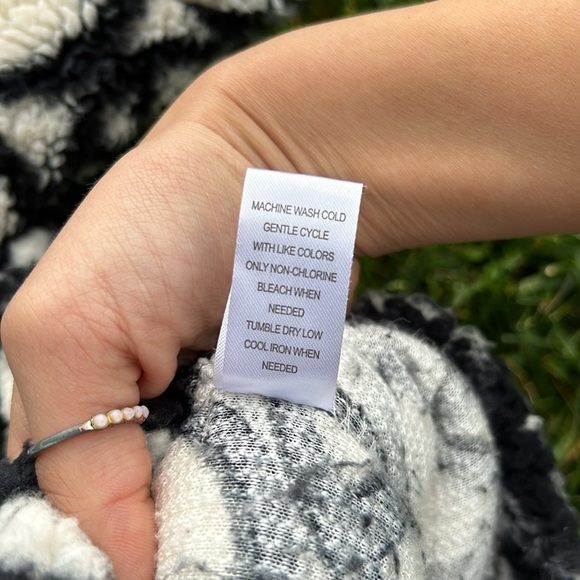 MACHINE WASH COLD
GENTLE CYCLE
WITH LIKE COLORS
ONLY NON-CHLORINE
BLEACH WHEN
NEEDED
TUMBLE DRY LOW
COOL IRON WHEN
NEEDED